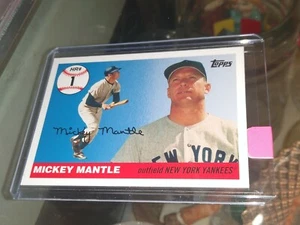 HR#
1
Topps
Mickey Mantle
NEW YORK
MICKEY MANTLE outfield NEW YORK YANKEES